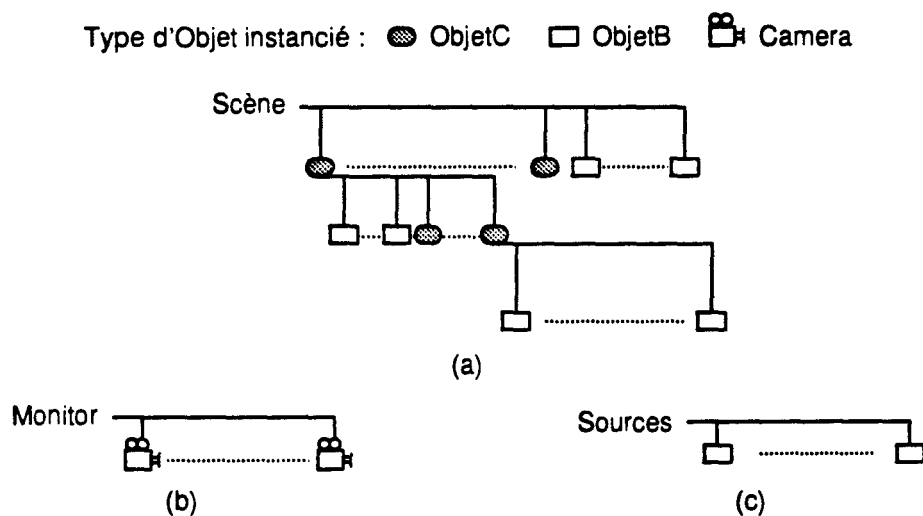 Type d'Objet instancié : ObjetC ObjetB Camera
Scène
(a)
Monitor
Sources
(b)
(c)